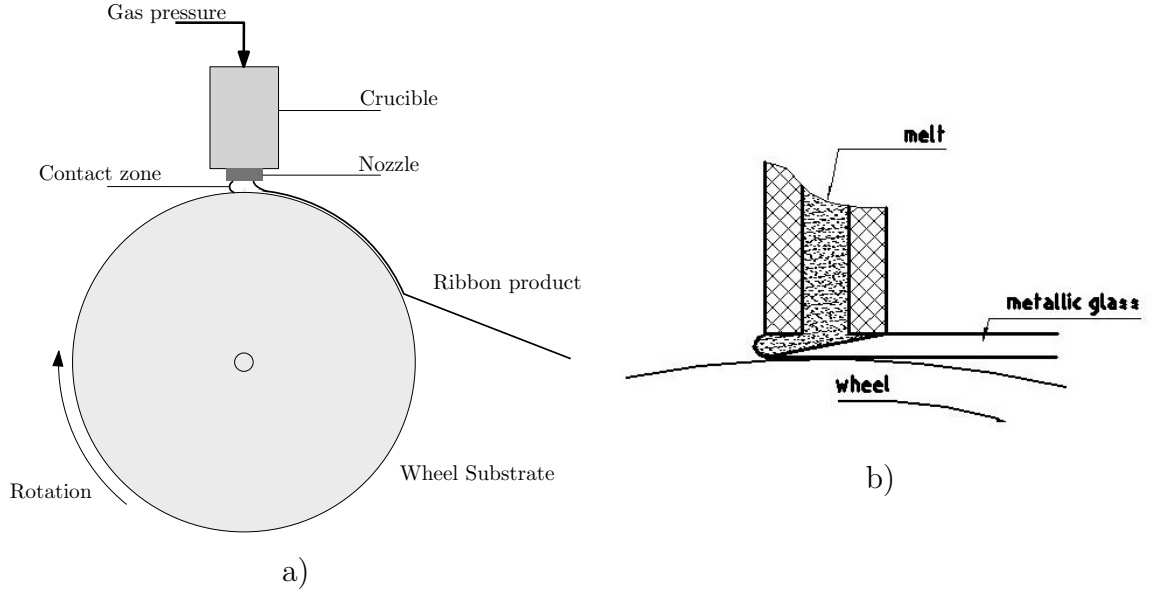 Gas pressure
Crucible
Nozzle
Contact zone
Ribbon product
Rotation
Wheel Substrate
a)
melt
metallic glass
wheel
b)